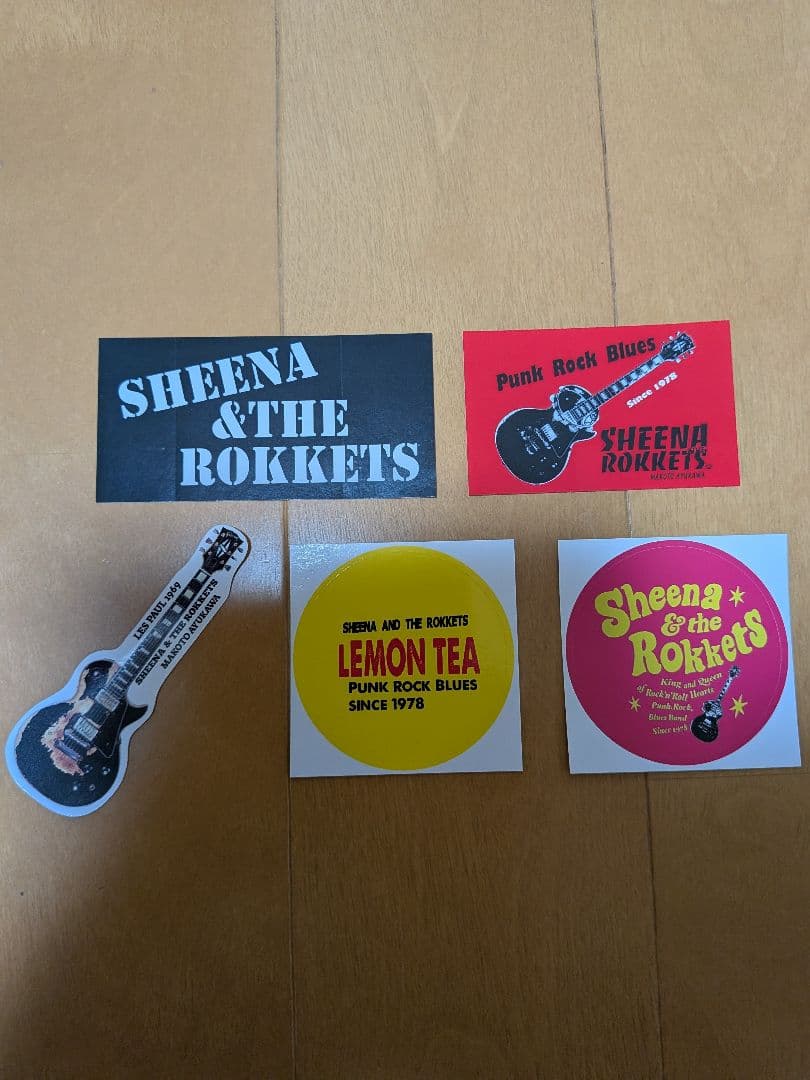 SHEENA
&THE
ROKKETS
Punk Rock Blues
Since 1978
SHEENA
ROKKETS
MAKOTO AYUKAWA
LES PAUL 1969
SHEENA & THE ROKKETS
MAKOTO AYUKAWA
SHEENA AND THE ROKKETS
LEMON TEA
PUNK ROCK BLUES
SINCE 1978
Sheena
& the
Rokkets
King and Queen
of Rock'n'Roll Hearts
Punk Rock,
Blues Band
Since 1978